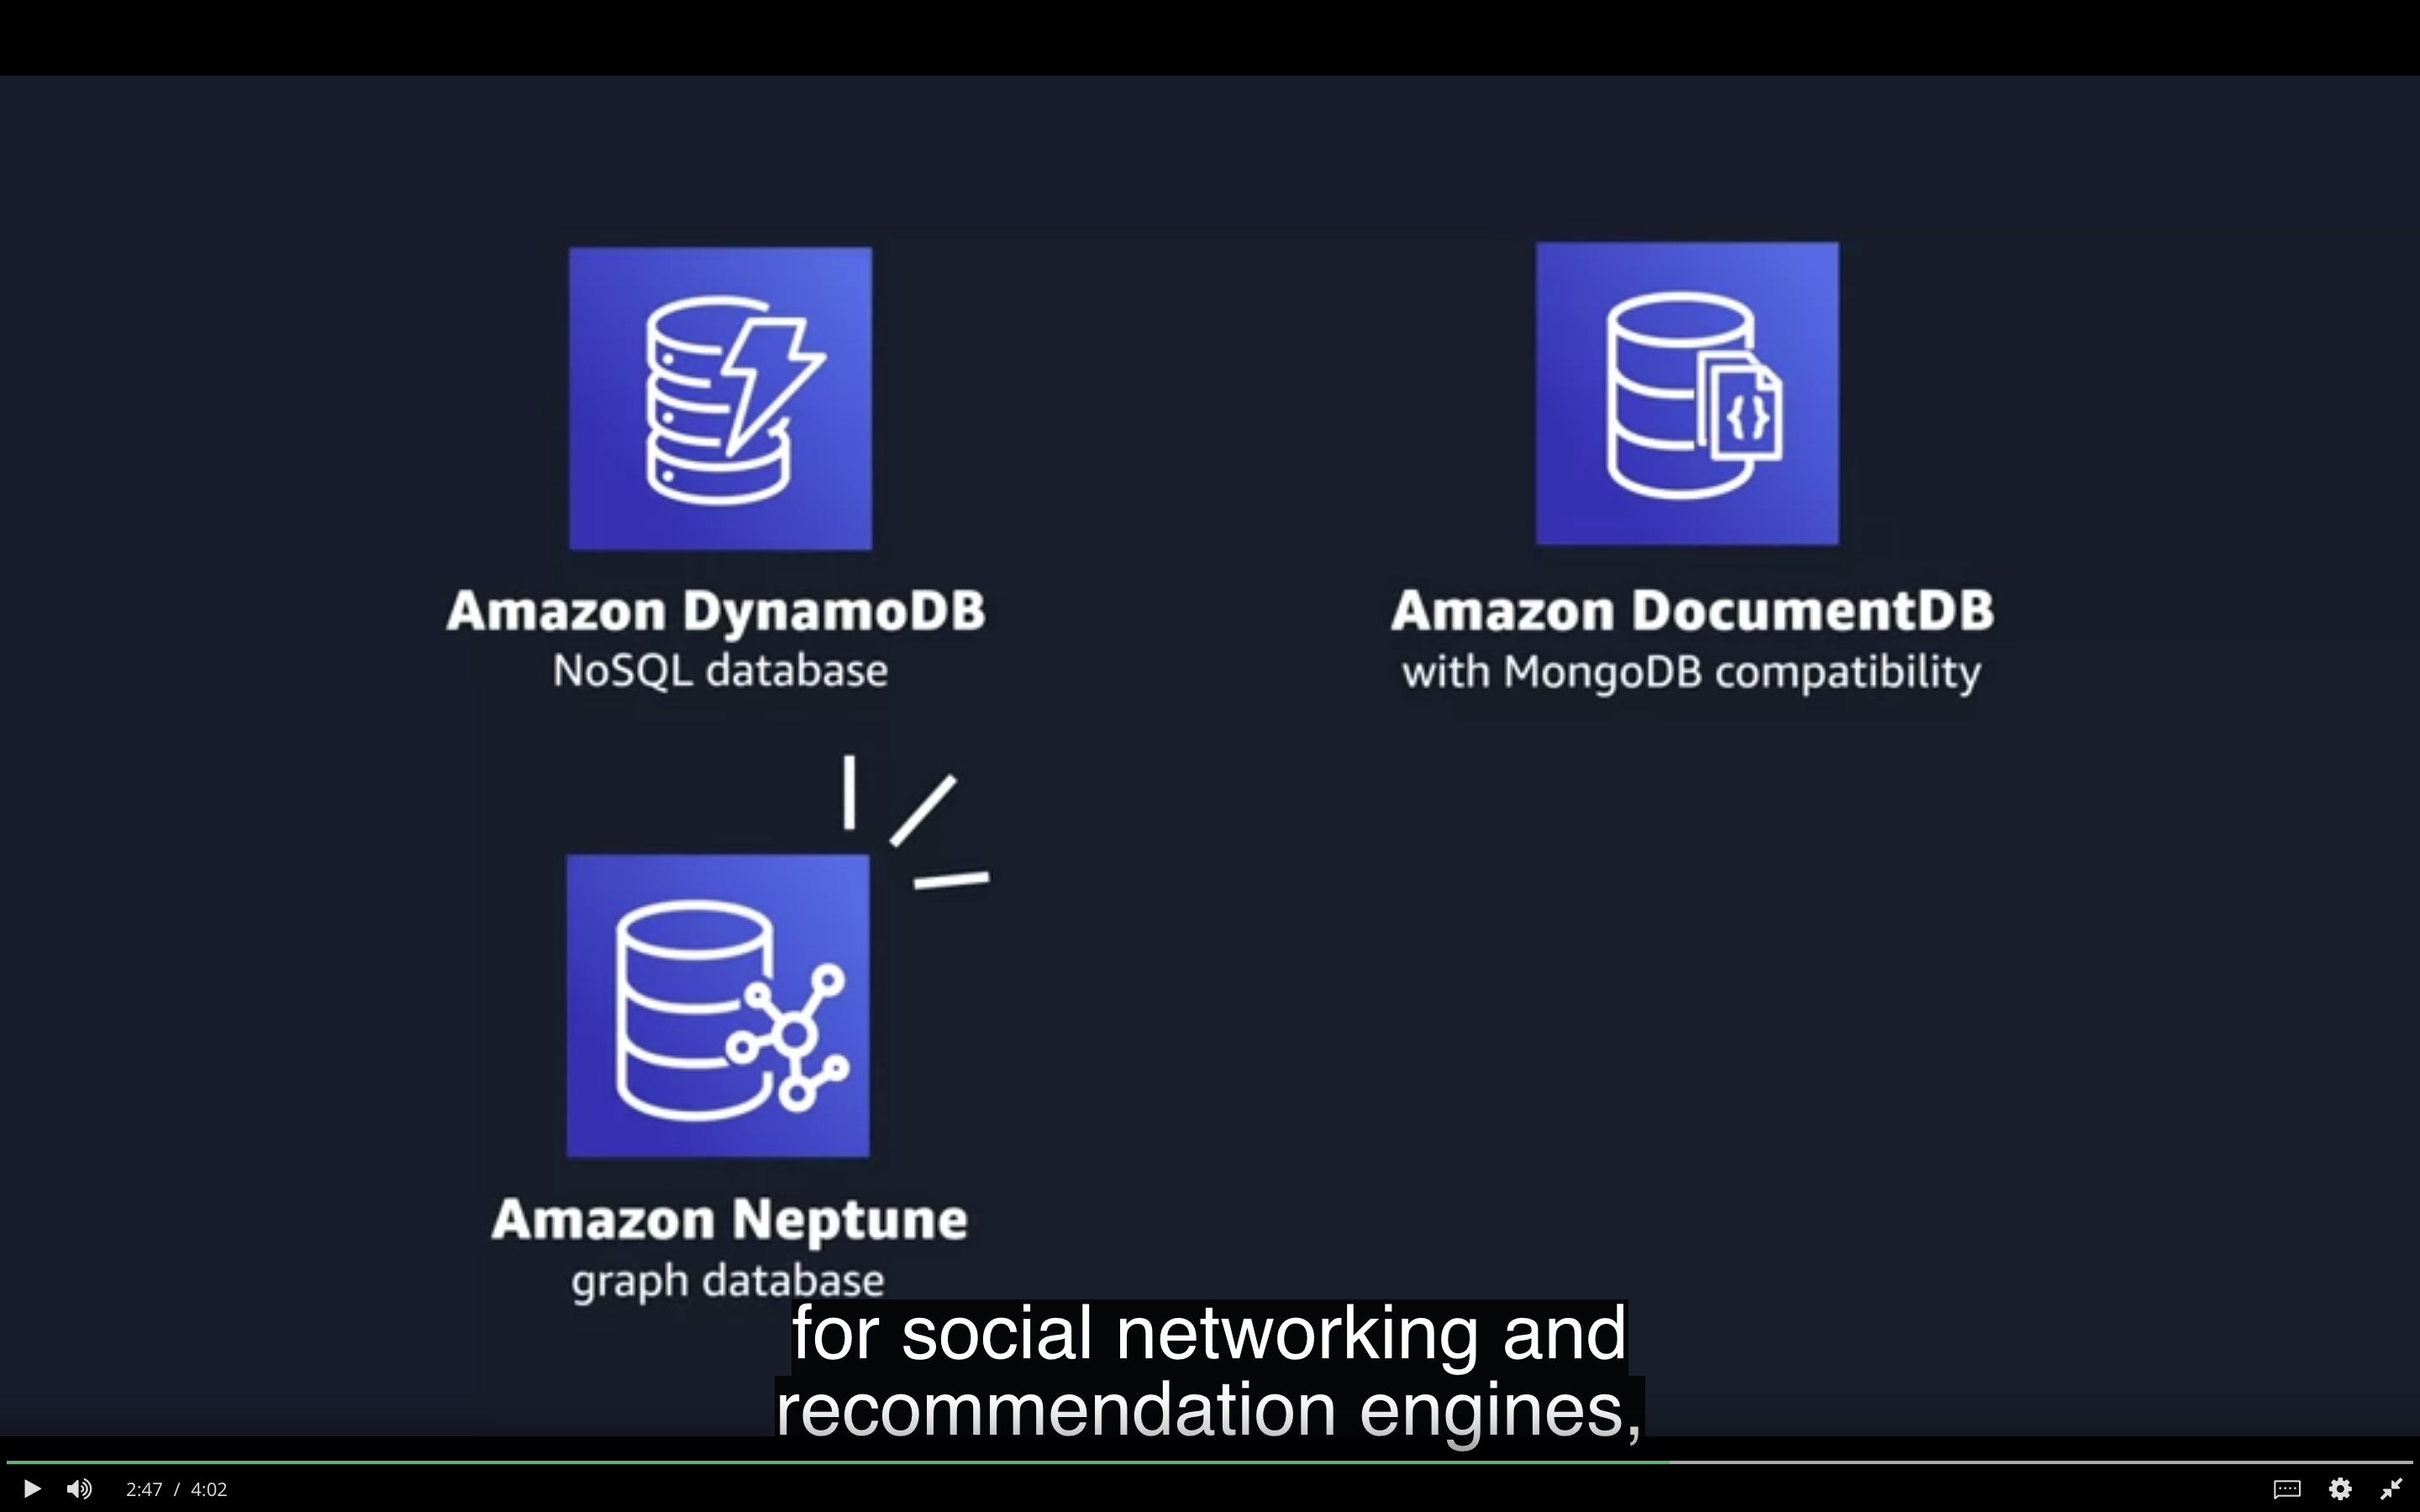 Amazon DynamoDB
NoSQL database
Amazon DocumentDB
with MongoDB compatibility
{}
Amazon Neptune
graph database
for social networking and
recommendation engines,
2:47 / 4:02